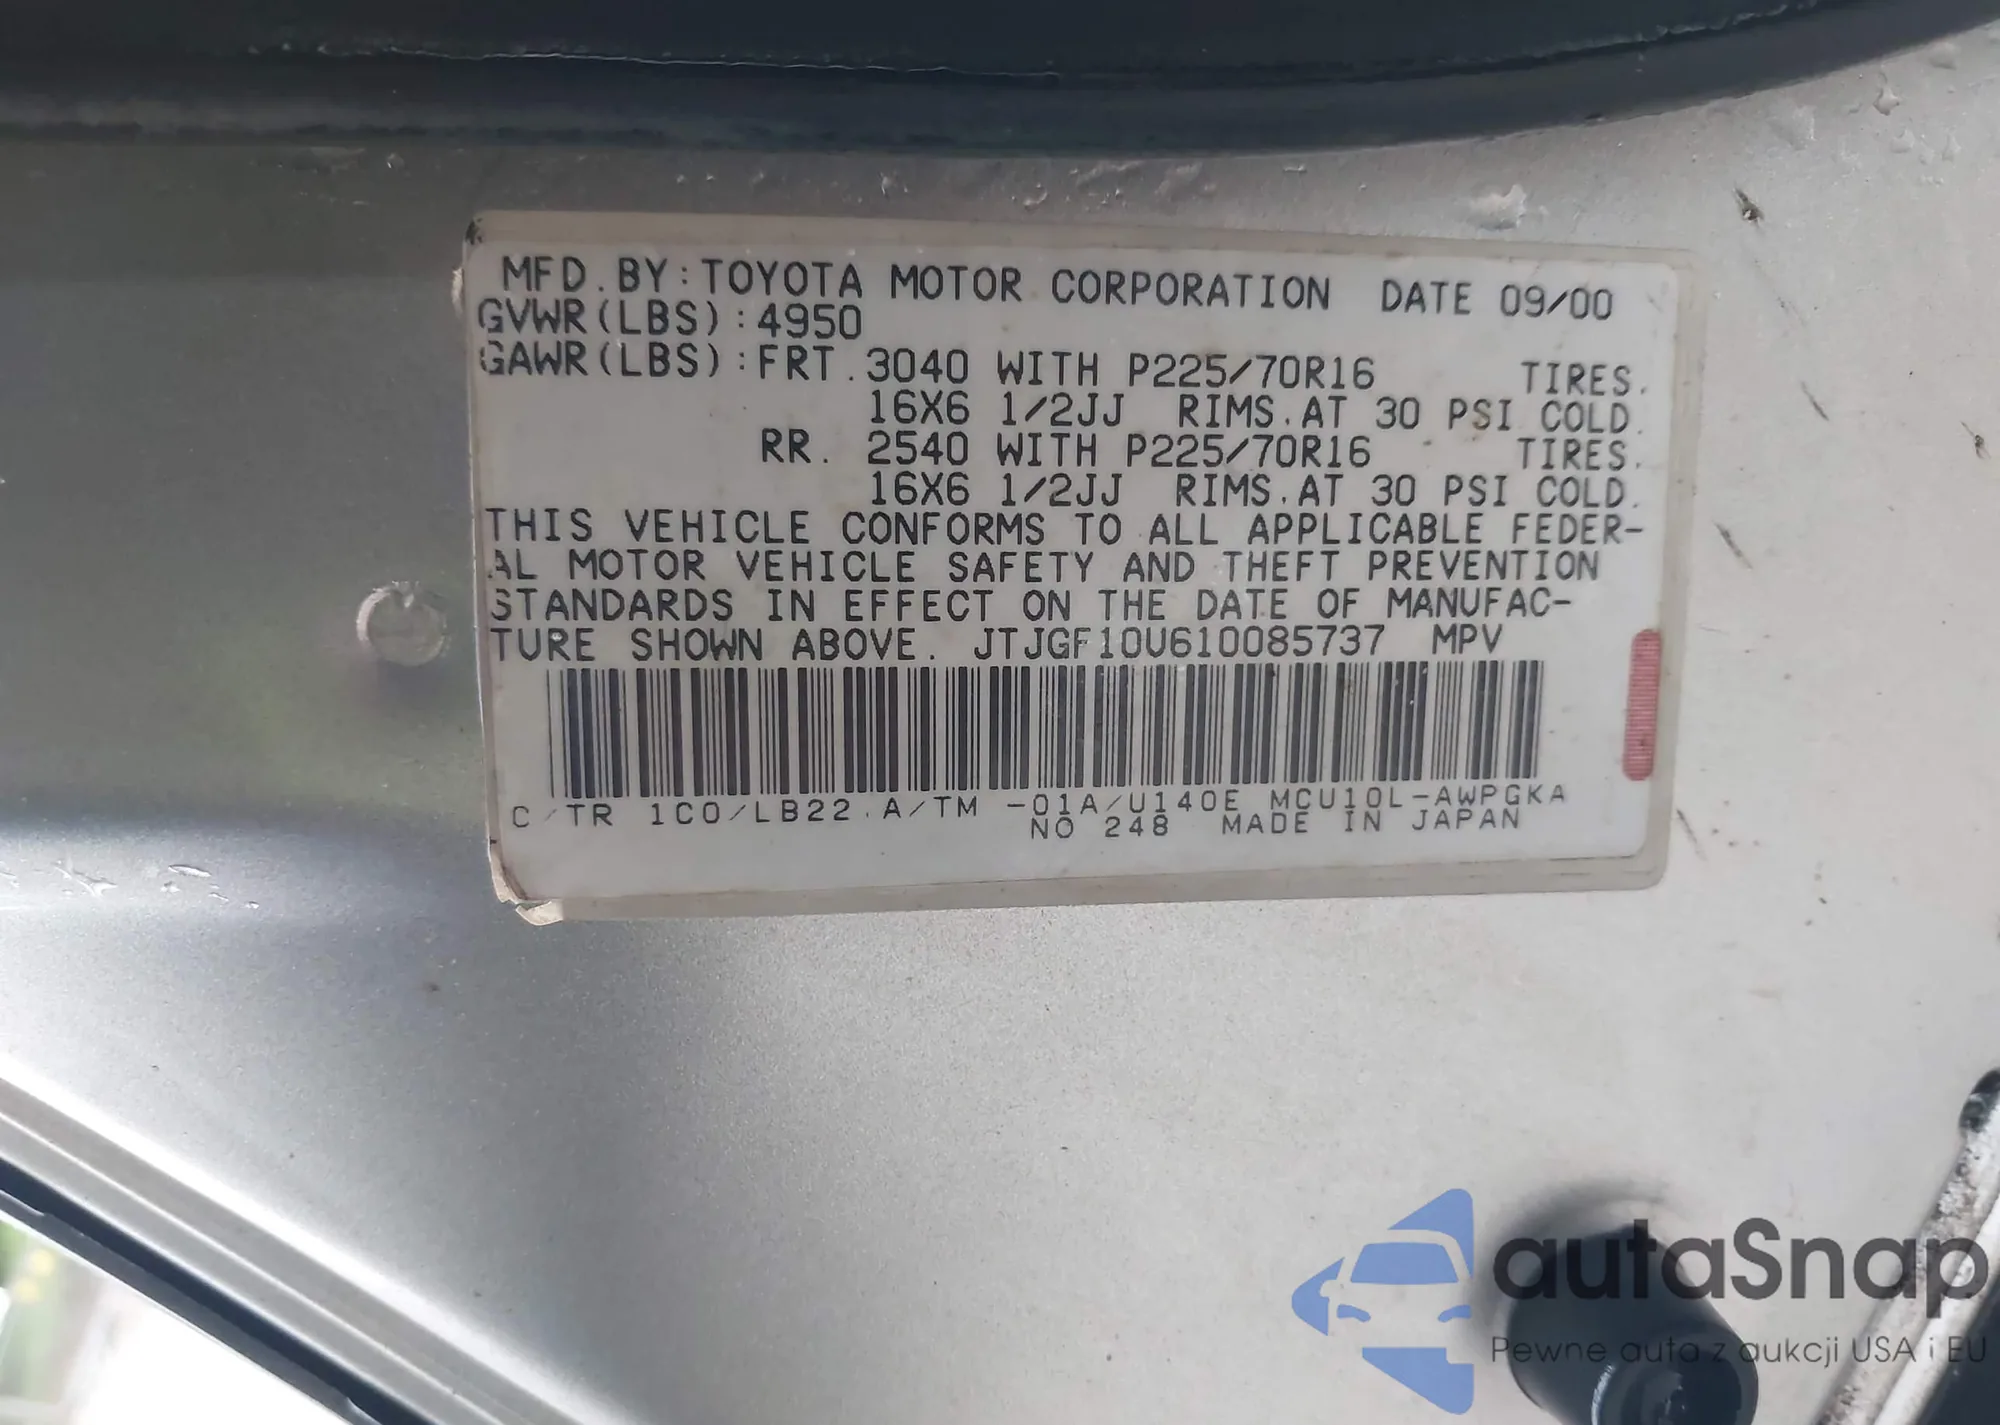 MFD. BY: TOYOTA MOTOR CORPORATION DATE 09/00
GVWR(LBS):4950
GAWR(LBS):FRT. 3040 WITH P225/70R16 TIRES.
16X6 1/2JJ RIMS.AT 30 PSI COLD.
RR. 2540 WITH P225/70R16 TIRES.
16X6 1/2JJ RIMS.AT 30 PSI COLD.
THIS VEHICLE CONFORMS TO ALL APPLICABLE FEDER-
AL MOTOR VEHICLE SAFETY AND THEFT PREVENTION
STANDARDS IN EFFECT ON THE DATE OF MANUFAC-
TURE SHOWN ABOVE. JTJGF10U610085737 MPV
C/TR 1C0/LB22. A/TM -01A/U140E MCU10L-AWPGKA
NO 248 MADE IN JAPAN
autaSnap
Pewne auta z aukcji USA i EU